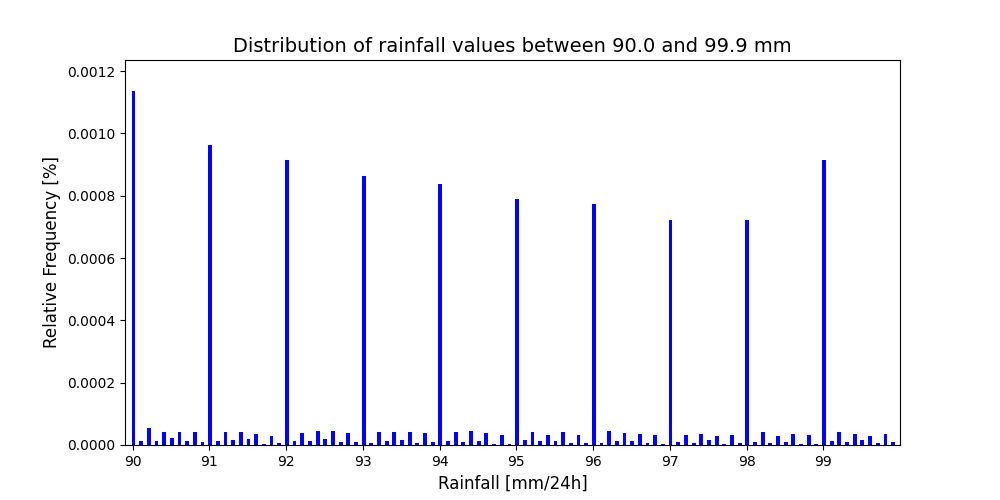 Distribution of rainfall values between 90.0 and 99.9 mm
0.0012
0.0010
0.0008
0.0006
0.0004
0.0002
0.0000
Relative Frequency [%]
90 91 92 93 94 95 96 97 98 99
Rainfall [mm/24h]